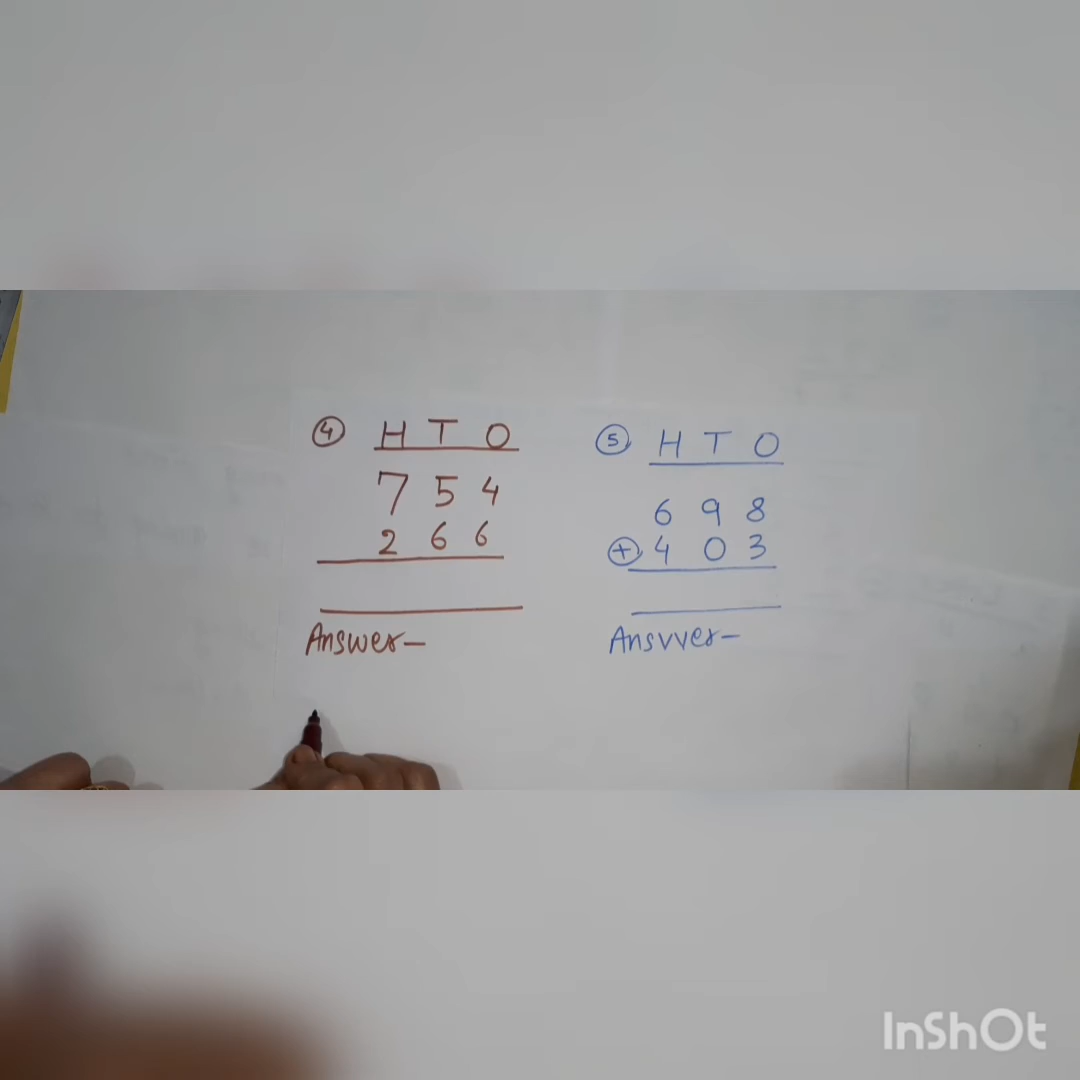 ④ H T O
7 5 4
2 6 6
Answer-
⑤ H T O
6 9 8
⊕ 4 0 3
Answer-
InShOt